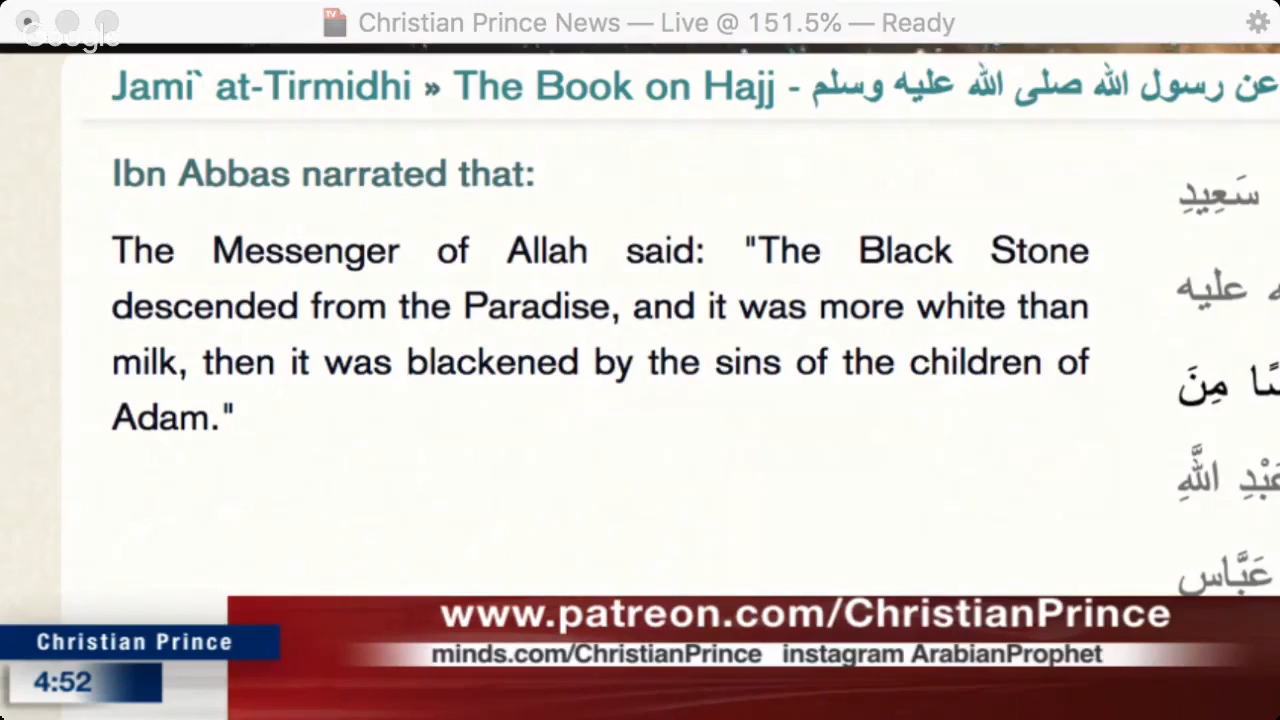 Christian Prince News — Live @ 151.5% — Ready
Google
Jami` at-Tirmidhi » The Book on Hajj - عن رسول الله صلى الله عليه وسلم
Ibn Abbas narrated that:
سَعِيدِ
The Messenger of Allah said: "The Black Stone
descended from the Paradise, and it was more white than
عليه
milk, then it was blackened by the sins of the children of
مِنَ
Adam."
اللَّهِ
عَبَّاسٍ
www.patreon.com/ChristianPrince
Christian Prince
minds.com/ChristianPrince instagram ArabianProphet
4:52